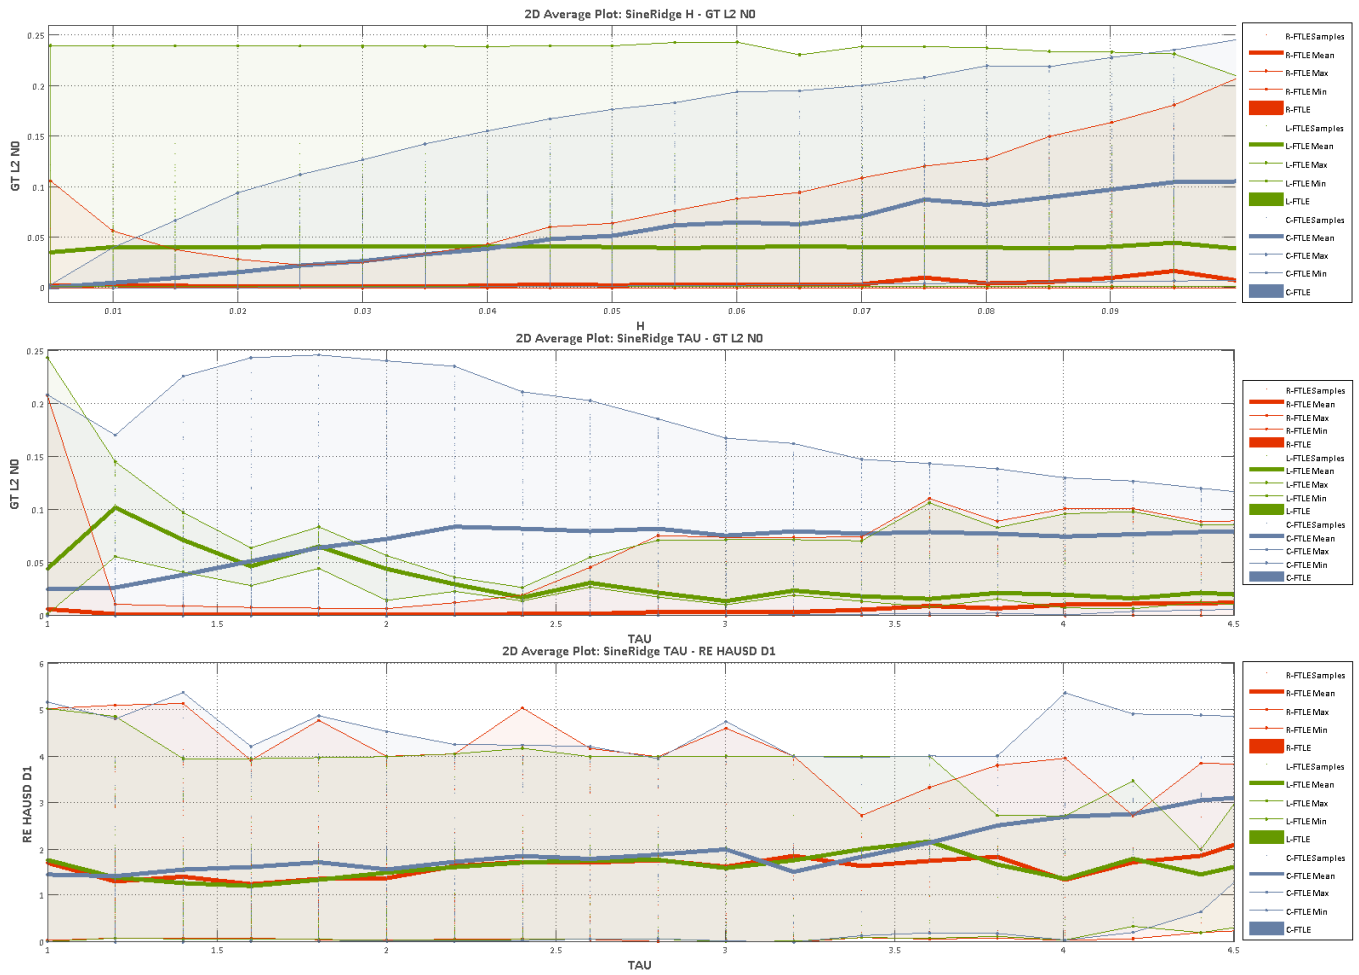 2D Average Plot: SineRidge H - GT L2 N0
GT L2 N0
0.25
0.2
0.15
0.1
0.05
0
0.01 0.02 0.03 0.04 0.05 0.06 0.07 0.08 0.09
H
R-FTLE Samples
R-FTLE Mean
R-FTLE Max
R-FTLE Min
R-FTLE
L-FTLE Samples
L-FTLE Mean
L-FTLE Max
L-FTLE Min
L-FTLE
C-FTLE Samples
C-FTLE Mean
C-FTLE Max
C-FTLE Min
C-FTLE
2D Average Plot: SineRidge TAU - GT L2 N0
GT L2 N0
0.25
0.2
0.15
0.1
0.05
0
1 1.5 2 2.5 3 3.5 4 4.5
TAU
R-FTLE Samples
R-FTLE Mean
R-FTLE Max
R-FTLE Min
R-FTLE
L-FTLE Samples
L-FTLE Mean
L-FTLE Max
L-FTLE Min
L-FTLE
C-FTLE Samples
C-FTLE Mean
C-FTLE Max
C-FTLE Min
C-FTLE
2D Average Plot: SineRidge TAU - RE HAUSD D1
RE HAUSD D1
6
5
4
3
2
1
0
1 1.5 2 2.5 3 3.5 4 4.5
TAU
R-FTLE Samples
R-FTLE Mean
R-FTLE Max
R-FTLE Min
R-FTLE
L-FTLE Samples
L-FTLE Mean
L-FTLE Max
L-FTLE Min
L-FTLE
C-FTLE Samples
C-FTLE Mean
C-FTLE Max
C-FTLE Min
C-FTLE